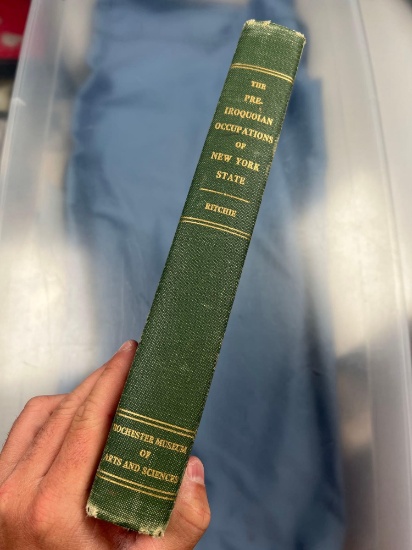 THE
PRE-
IROQUOIAN
OCCUPATIONS
OF
NEW YORK
STATE
RITCHIE
ROCHESTER MUSEUM
OF
ARTS AND SCIENCES